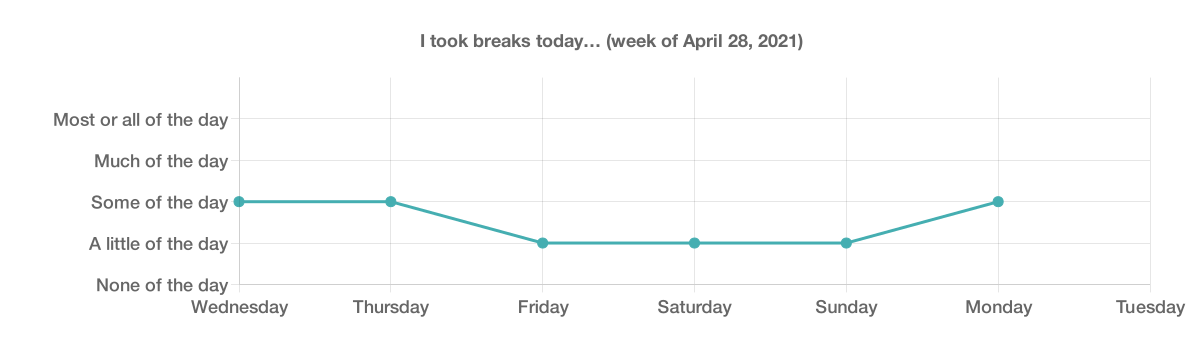 I took breaks today… (week of April 28, 2021)
Most or all of the day
Much of the day
Some of the day
A little of the day
None of the day
Wednesday Thursday Friday Saturday Sunday Monday Tuesday